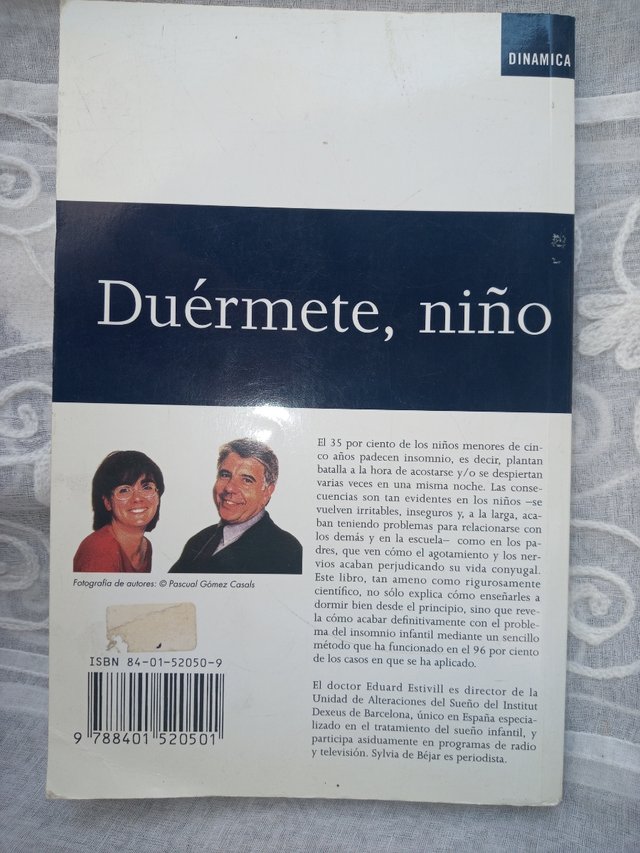 DINAMICA
Duérmete, niño
El 35 por ciento de los niños menores de cin-
co años padecen insomnio, es decir, plantan
batalla a la hora de acostarse y/o se despiertan
varias veces en una misma noche. Las conse-
cuencias son tan evidentes en los niños –se
vuelven irritables, inseguros y, a la larga, aca-
ban teniendo problemas para relacionarse con
los demás y en la escuela– como en los pa-
dres, que ven cómo el agotamiento y los ner-
vios acaban perjudicando su vida conyugal.
Este libro, tan ameno como rigurosamente
científico, no sólo explica cómo enseñarles a
dormir bien desde el principio, sino que reve-
la cómo acabar definitivamente con el proble-
ma del insomnio infantil mediante un sencillo
método que ha funcionado en el 96 por ciento
de los casos en que se ha aplicado.
El doctor Eduard Estivill es director de la
Unidad de Alteraciones del Sueño del Institut
Dexeus de Barcelona, único en España especia-
lizado en el tratamiento del sueño infantil, y
participa asiduamente en programas de radio
y televisión. Sylvia de Béjar es periodista.
Fotografía de autores: © Pascual Gómez Casals
ISBN 84-01-52050-9
9 788401 520501